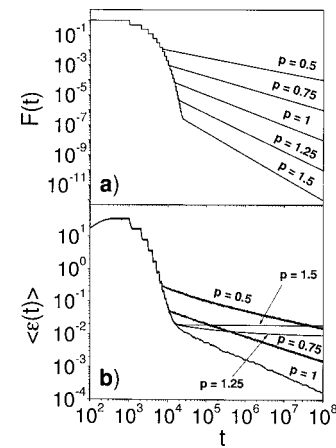 10^-1
10^-3
10^-5
10^-7
10^-9
10^-11
F(t)
p = 0.5
p = 0.75
p = 1
p = 1.25
p = 1.5
a)
10^1
10^0
10^-1
10^-2
10^-3
10^-4
<ε(t)>
p = 1.5
p = 0.5
p = 0.75
p = 1
p = 1.25
b)
10^2 10^3 10^4 10^5 10^6 10^7 10^8
t